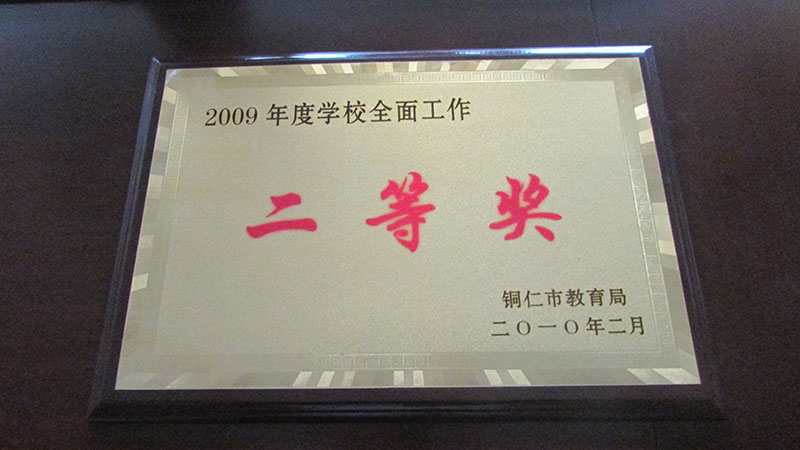 2009 年度学校全面工作
二等奖
铜仁市教育局
二〇一〇年二月